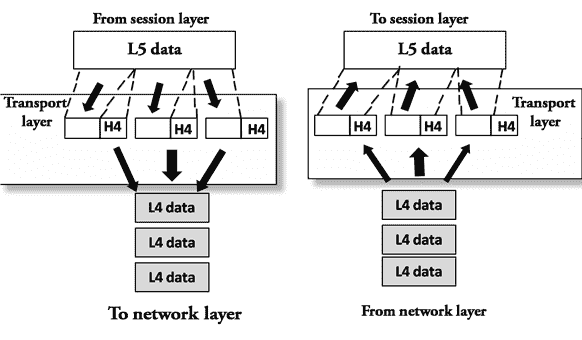 From session layer
L5 data
Transport
layer
H4
H4
H4
L4 data
L4 data
L4 data
To network layer
To session layer
L5 data
Transport
layer
H4
H4
H4
L4 data
L4 data
L4 data
From network layer